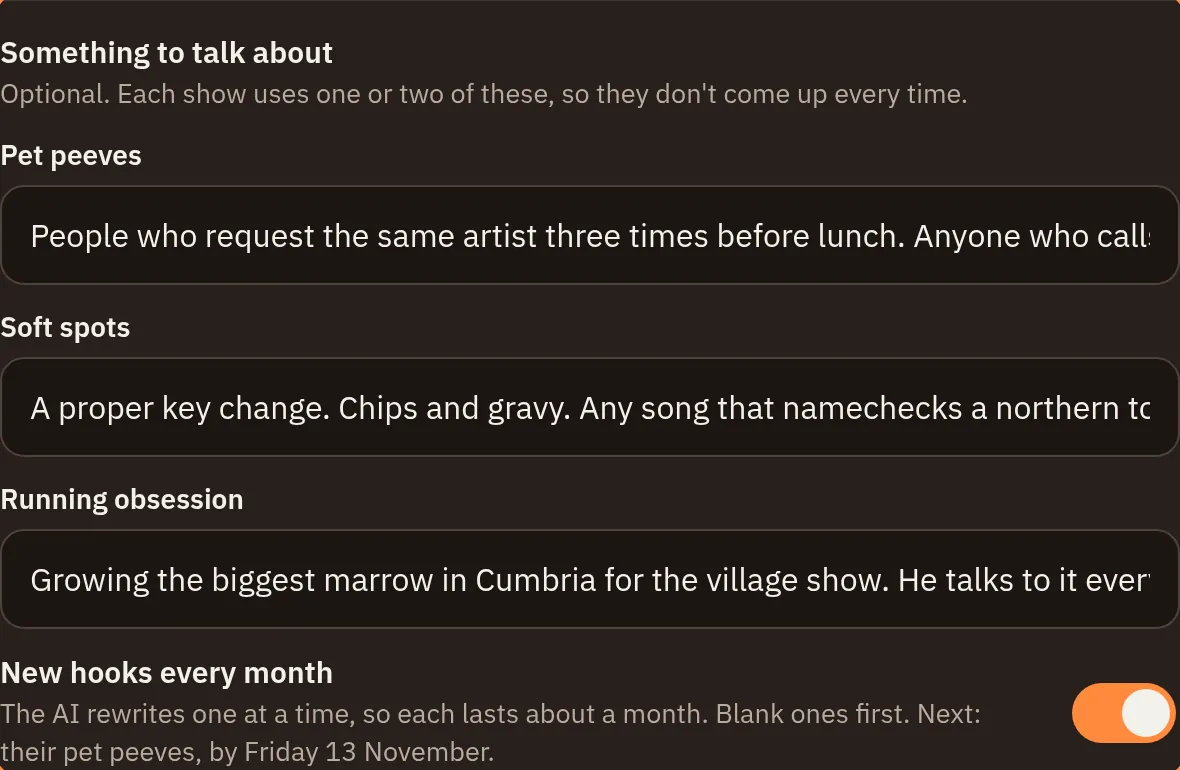 Something to talk about
Optional. Each show uses one or two of these, so they don't come up every time.
Pet peeves
People who request the same artist three times before lunch. Anyone who calls
Soft spots
A proper key change. Chips and gravy. Any song that namechecks a northern
Running obsession
Growing the biggest marrow in Cumbria for the village show. He talks to it
New hooks every month
The AI rewrites one at a time, so each lasts about a month. Blank ones first. Next:
their pet peeves, by Friday 13 November.